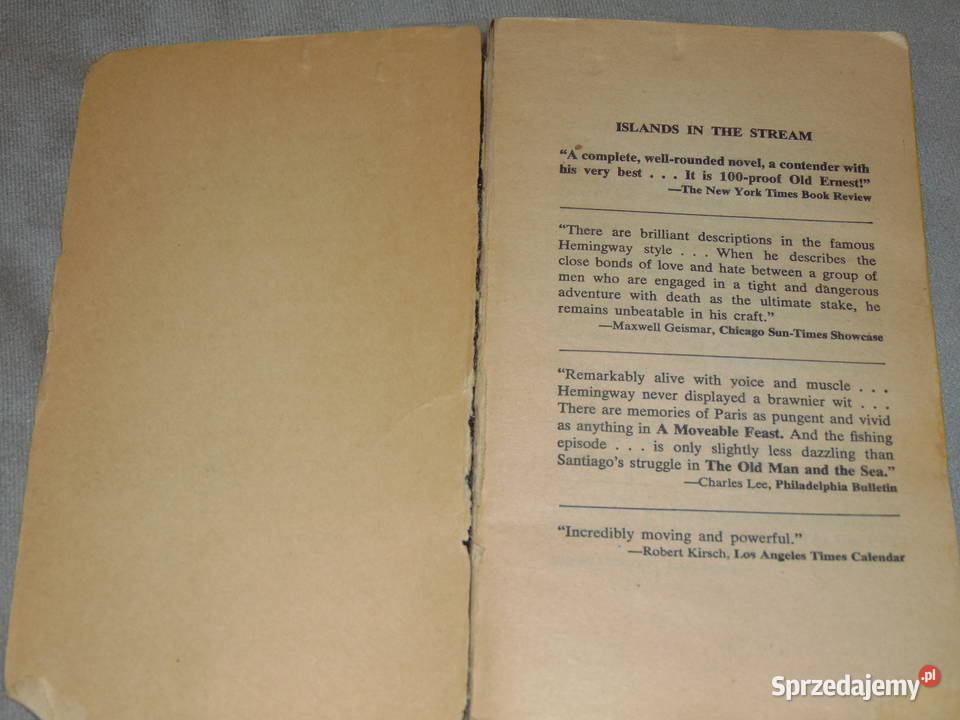 ISLANDS IN THE STREAM
“A complete, well-rounded novel, a contender with
his very best . . . It is 100-proof Old Ernest!”
—The New York Times Book Review
“There are brilliant descriptions in the famous
Hemingway style . . . When he describes the
close bonds of love and hate between a group of
men who are engaged in a tight and dangerous
adventure with death as the ultimate stake, he
remains unbeatable in his craft.”
—Maxwell Geismar, Chicago Sun-Times Showcase
“Remarkably alive with voice and muscle . . .
Hemingway never displayed a brawnier wit . . .
There are memories of Paris as pungent and vivid
as anything in A Moveable Feast. And the fishing
episode . . . is only slightly less dazzling than
Santiago’s struggle in The Old Man and the Sea.”
—Charles Lee, Philadelphia Bulletin
“Incredibly moving and powerful.”
—Robert Kirsch, Los Angeles Times Calendar
Sprzedajemy.pl